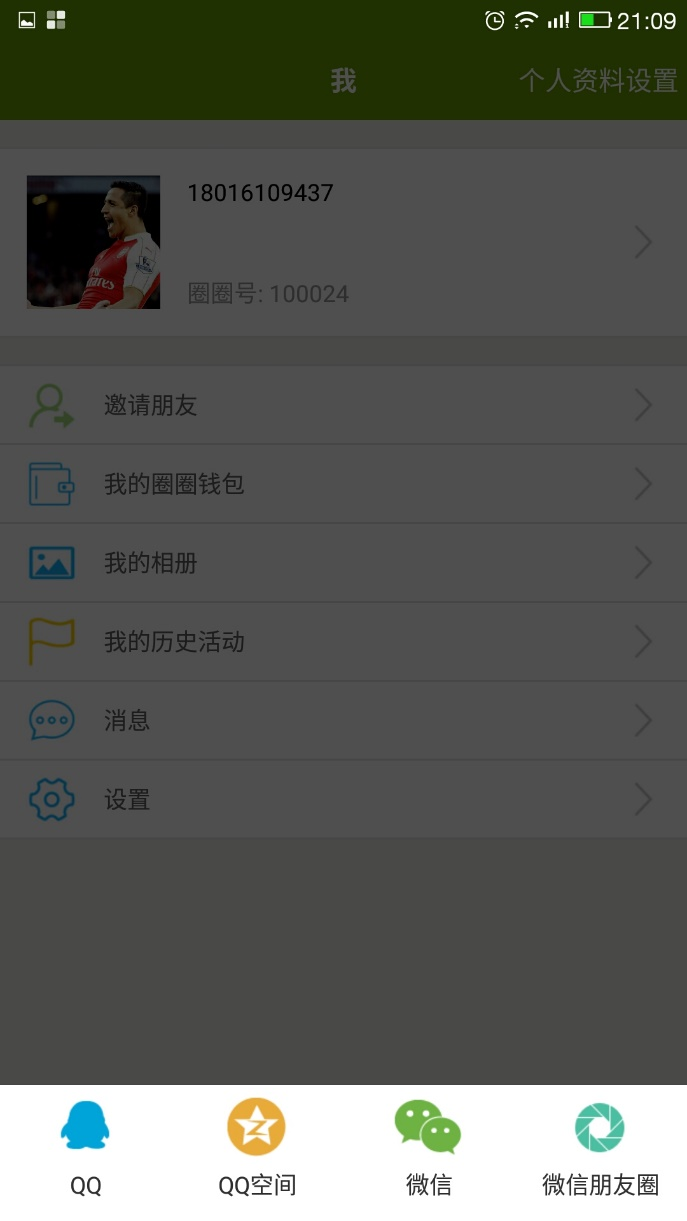 21:09
我
个人资料设置
18016109437
圈圈号: 100024
邀请朋友
我的圈圈钱包
我的相册
我的历史活动
消息
设置
QQ
QQ空间
微信
微信朋友圈